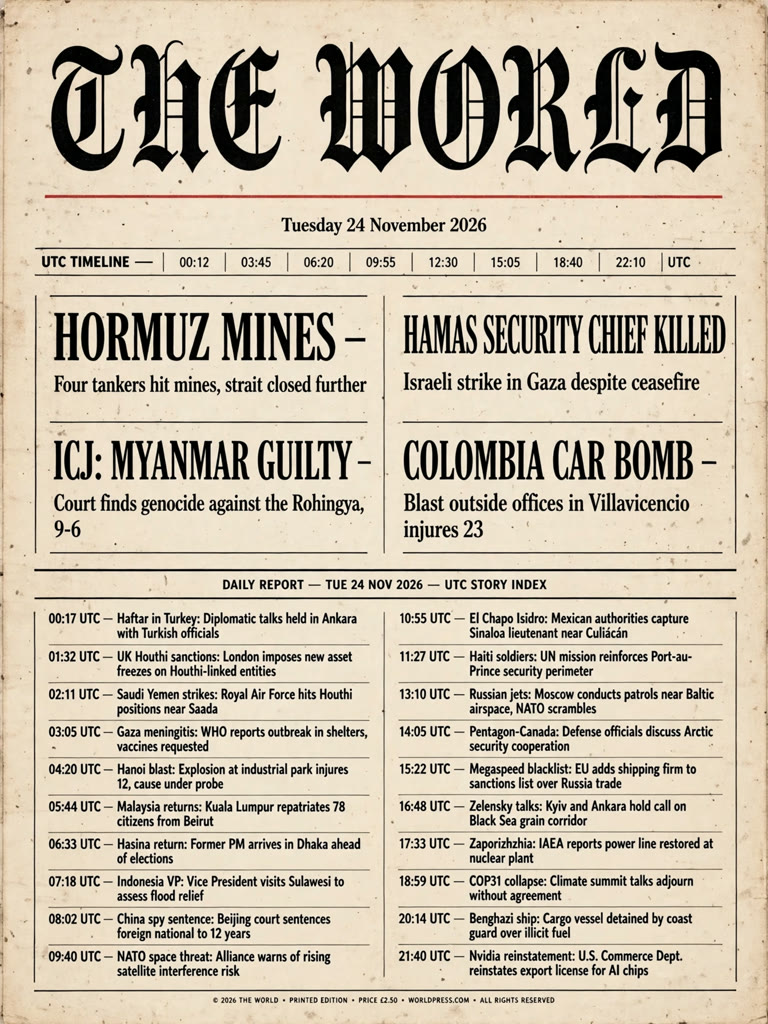 THE WORLD
Tuesday 24 November 2026
UTC TIMELINE — | 00:12 | 03:45 | 06:20 | 09:55 | 12:30 | 15:05 | 18:40 | 22:10 | UTC
HORMUZ MINES –
Four tankers hit mines, strait closed further
HAMAS SECURITY CHIEF KILLED
Israeli strike in Gaza despite ceasefire
ICJ: MYANMAR GUILTY –
Court finds genocide against the Rohingya,
9-6
COLOMBIA CAR BOMB –
Blast outside offices in Villavicencio
injures 23
DAILY REPORT — TUE 24 NOV 2026 — UTC STORY INDEX
00:17 UTC — Haftar in Turkey: Diplomatic talks held in Ankara
with Turkish officials
01:32 UTC — UK Houthi sanctions: London imposes new asset
freezes on Houthi-linked entities
02:11 UTC — Saudi Yemen strikes: Royal Air Force hits Houthi
positions near Saada
03:05 UTC — Gaza meningitis: WHO reports outbreak in shelters,
vaccines requested
04:20 UTC — Hanoi blast: Explosion at industrial park injures
12, cause under probe
05:44 UTC — Malaysia returns: Kuala Lumpur repatriates 78
citizens from Beirut
06:33 UTC — Hasina return: Former PM arrives in Dhaka ahead
of elections
07:18 UTC — Indonesia VP: Vice President visits Sulawesi to
assess flood relief
08:02 UTC — China spy sentence: Beijing court sentences
foreign national to 12 years
09:40 UTC — NATO space threat: Alliance warns of rising
satellite interference risk
10:55 UTC — El Chapo Isidro: Mexican authorities capture
Sinaloa lieutenant near Culiácán
11:27 UTC — Haiti soldiers: UN mission reinforces Port-au-
Prince security perimeter
13:10 UTC — Russian jets: Moscow conducts patrols near Baltic
airspace, NATO scrambles
14:05 UTC — Pentagon-Canada: Defense officials discuss Arctic
security cooperation
15:22 UTC — Megaspeed blacklist: EU adds shipping firm to
sanctions list over Russia trade
16:48 UTC — Zelensky talks: Kyiv and Ankara hold call on
Black Sea grain corridor
17:33 UTC — Zaporizhzhia: IAEA reports power line restored at
nuclear plant
18:59 UTC — COP31 collapse: Climate summit talks adjourn
without agreement
20:14 UTC — Benghazi ship: Cargo vessel detained by coast
guard over illicit fuel
21:40 UTC — Nvidia reinstatement: U.S. Commerce Dept.
reinstates export license for AI chips
© 2026 THE WORLD • PRINTED EDITION • PRICE £2.50 • WORLDPRESS.COM • ALL RIGHTS RESERVED